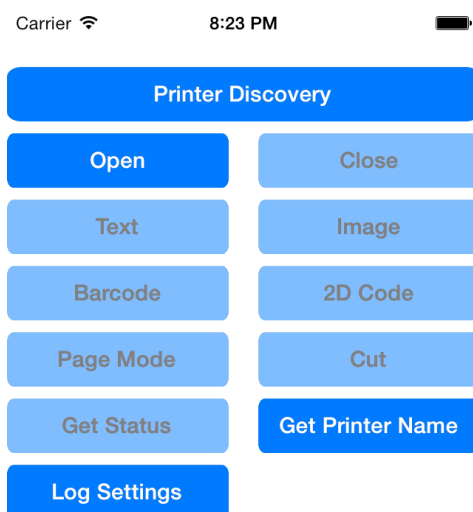 Carrier 8:23 PM
Printer Discovery
Open Close
Text Image
Barcode 2D Code
Page Mode Cut
Get Status Get Printer Name
Log Settings